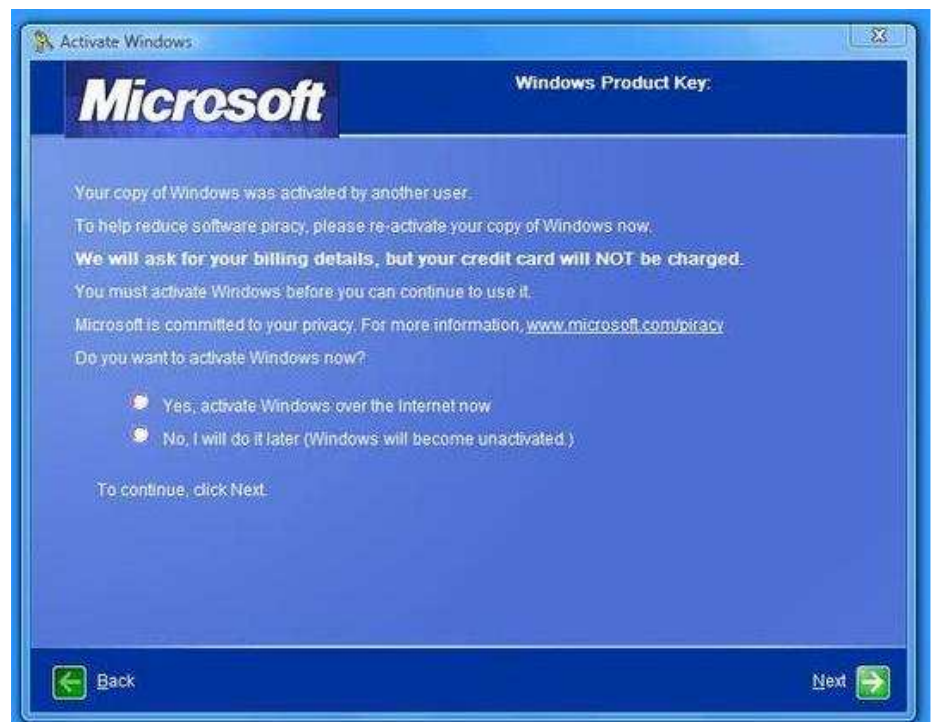 Activate Windows
Microsoft
Windows Product Key:
Your copy of Windows was activated by another user.
To help reduce software piracy, please re-activate your copy of Windows now.
We will ask for your billing details, but your credit card will NOT be charged.
You must activate Windows before you can continue to use it.
Microsoft is committed to your privacy. For more information, www.microsoft.com/piracy
Do you want to activate Windows now?
Yes, activate Windows over the Internet now
No, I will do it later (Windows will become unactivated.)
To continue, click Next.
Back
Next